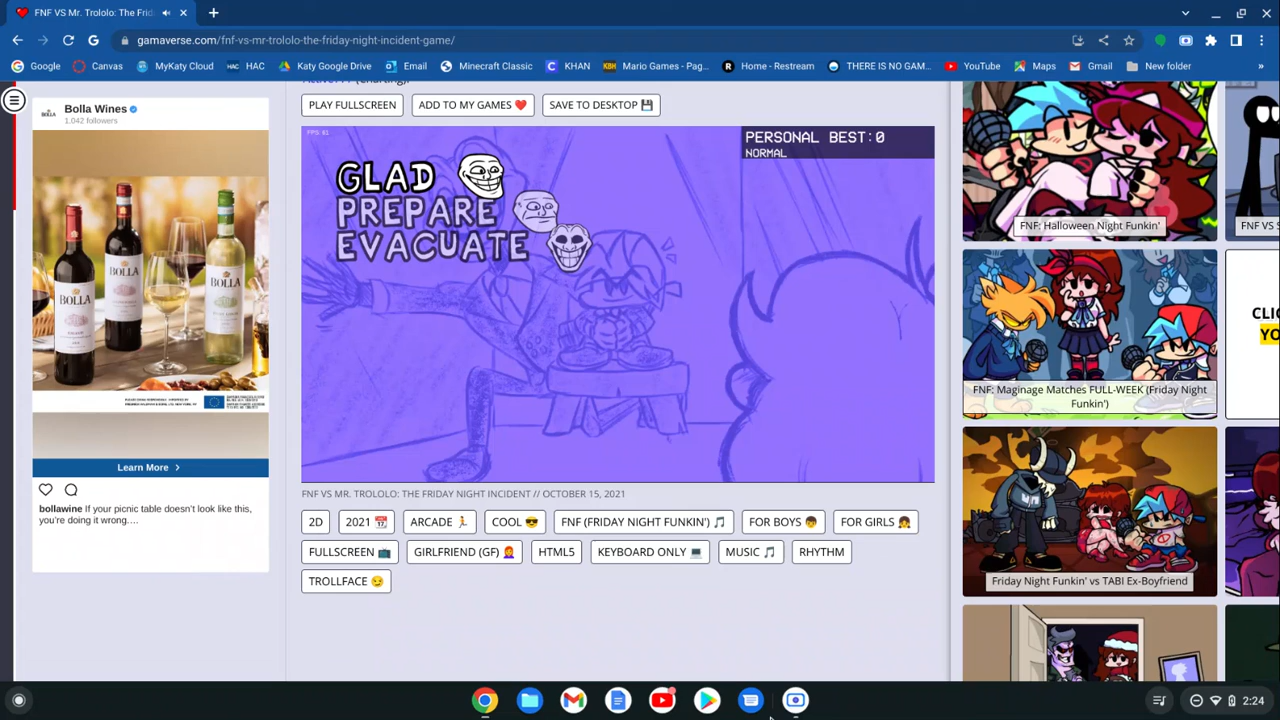 FNF VS Mr. Trololo: The Frid
gamaverse.com/fnf-vs-mr-trololo-the-friday-night-incident-game/
Google
Canvas
MyKaty Cloud
HAC
Katy Google Drive
Email
Minecraft Classic
KHAN
Mario Games - Pag...
Home - Restream
THERE IS NO GAM...
YouTube
Maps
Gmail
New folder
»
Bolla Wines
1.042 followers
BOLLA
BOLLA
BOLLA
Learn More >
bollawine If your picnic table doesn't look like this,
you're doing it wrong....
PLAY FULLSCREEN
ADD TO MY GAMES ❤️
SAVE TO DESKTOP 💾
FPS: 61
GLAD
PREPARE
EVACUATE
PERSONAL BEST:0
NORMAL
FNF VS MR. TROLOLO: THE FRIDAY NIGHT INCIDENT // OCTOBER 15, 2021
2D
2021 📆
ARCADE 🏃
COOL 😎
FNF (FRIDAY NIGHT FUNKIN') 🎵
FOR BOYS 👦
FOR GIRLS 👧
FULLSCREEN 📺
GIRLFRIEND (GF) 👩‍🦰
HTML5
KEYBOARD ONLY 💻
MUSIC 🎵
RHYTHM
TROLLFACE 😏
FNF: Halloween Night Funkin'
FNF VS
FNF: Maginage Matches FULL-WEEK (Friday Night
Funkin')
CLIC
YO
Friday Night Funkin' vs TABI Ex-Boyfriend
2:24